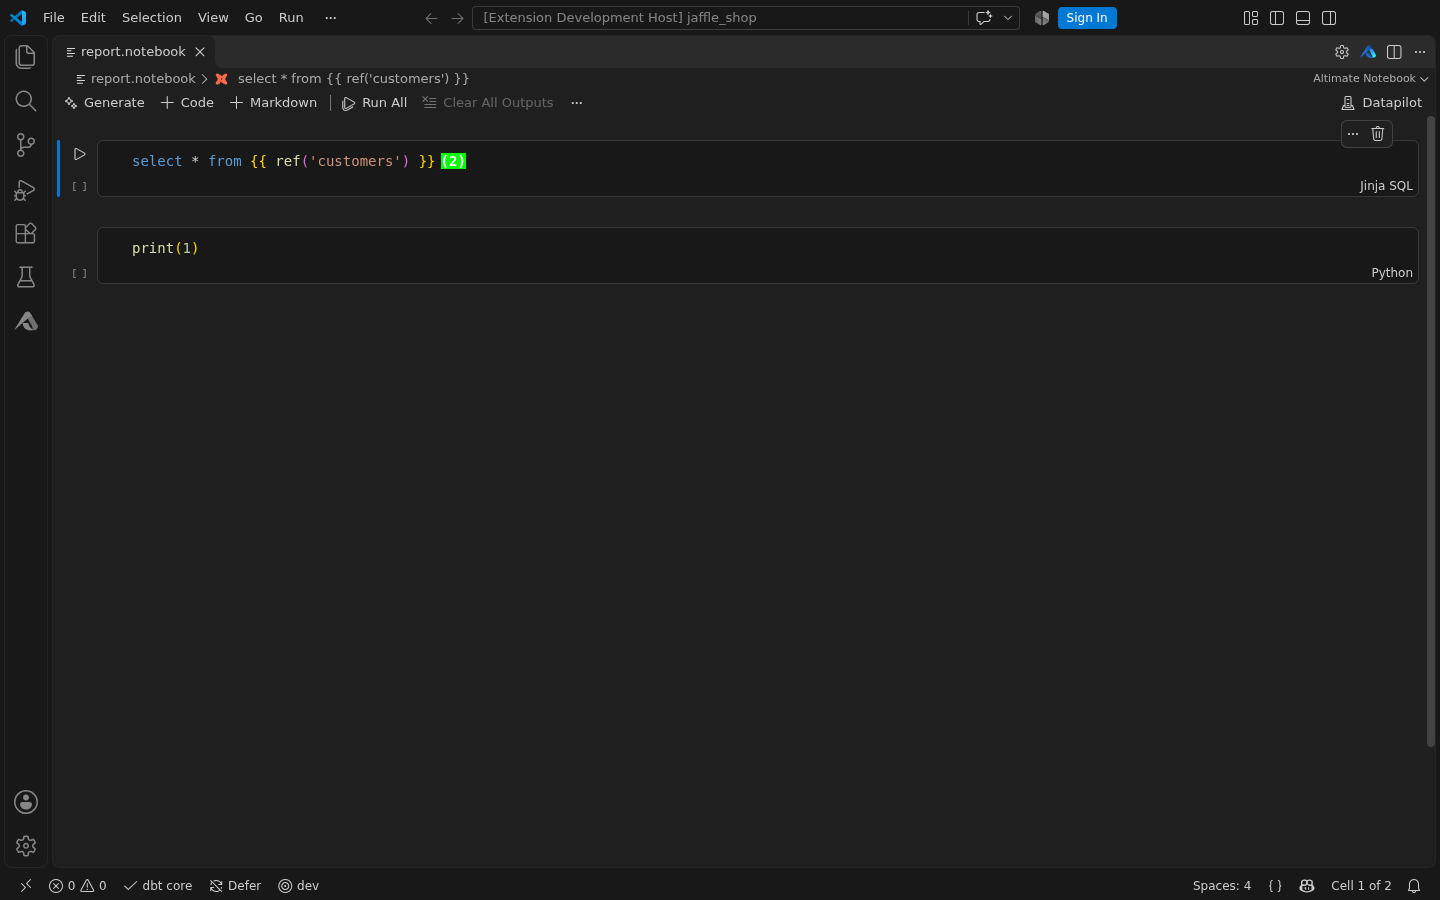 File Edit Selection View Go Run ···
[Extension Development Host] jaffle_shop
Sign In
report.notebook
report.notebook > select * from {{ ref('customers') }}
Altimate Notebook
Generate + Code + Markdown | Run All Clear All Outputs ···
Datapilot
select * from {{ ref('customers') }} (2)
[ ]
Jinja SQL
print(1)
[ ]
Python
0 0 dbt core Defer dev
Spaces: 4 { } Cell 1 of 2